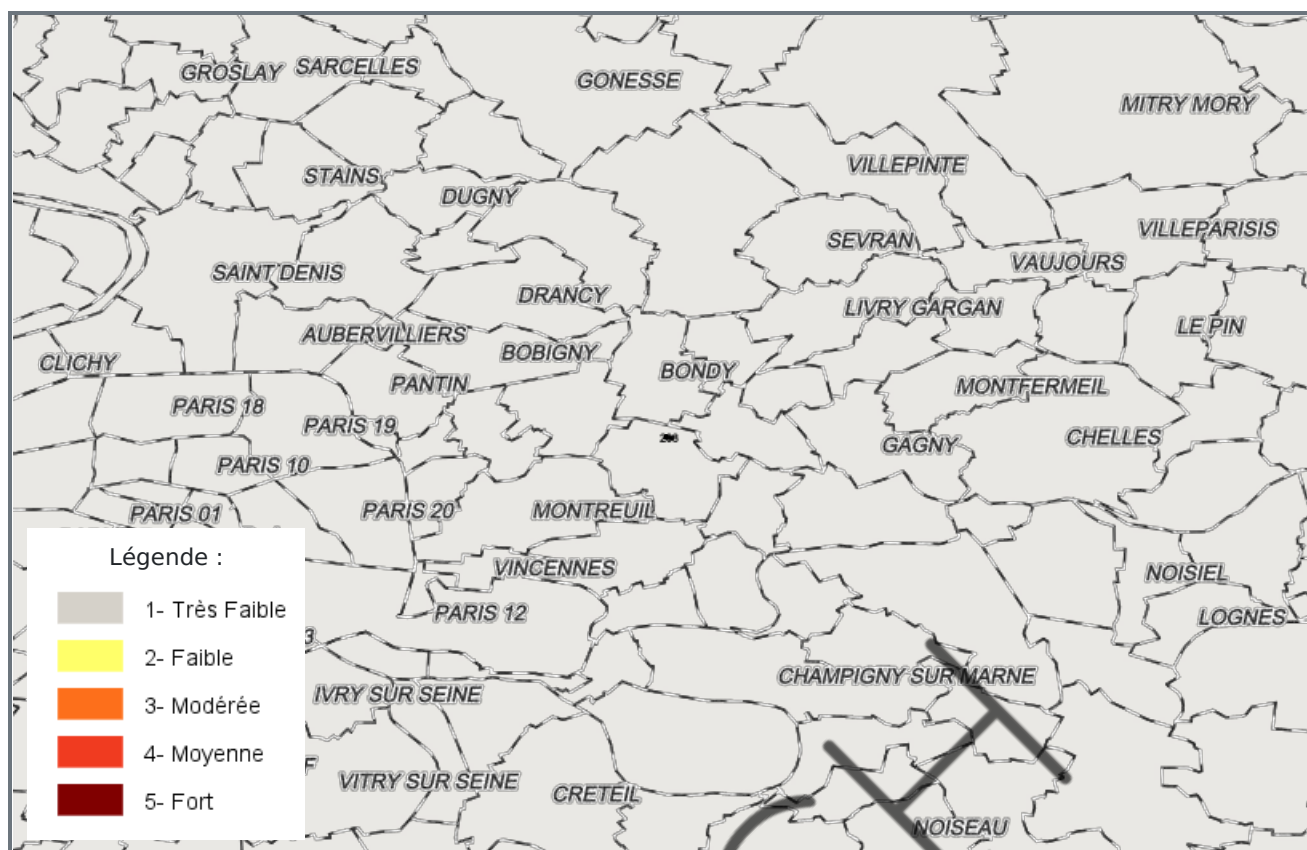 GROSLAY
SARCELLES
GONESSE
MITRY MORY
STAINS
DUGNY
VILLEPINTE
SEVRAN
VILLEPARISIS
SAINT DENIS
VAUJOURS
DRANCY
LIVRY GARGAN
AUBERVILLIERS
LE PIN
CLICHY
BOBIGNY
BONDY
PANTIN
MONTFERMEIL
PARIS 18
PARIS 19
GAGNY
CHELLES
PARIS 10
PARIS 01
PARIS 20
MONTREUIL
VINCENNES
NOISIEL
PARIS 12
LOGNES
CHAMPIGNY SUR MARNE
IVRY SUR SEINE
VITRY SUR SEINE
CRETEIL
NOISEAU
Légende :
1- Très Faible
2- Faible
3- Modérée
4- Moyenne
5- Fort